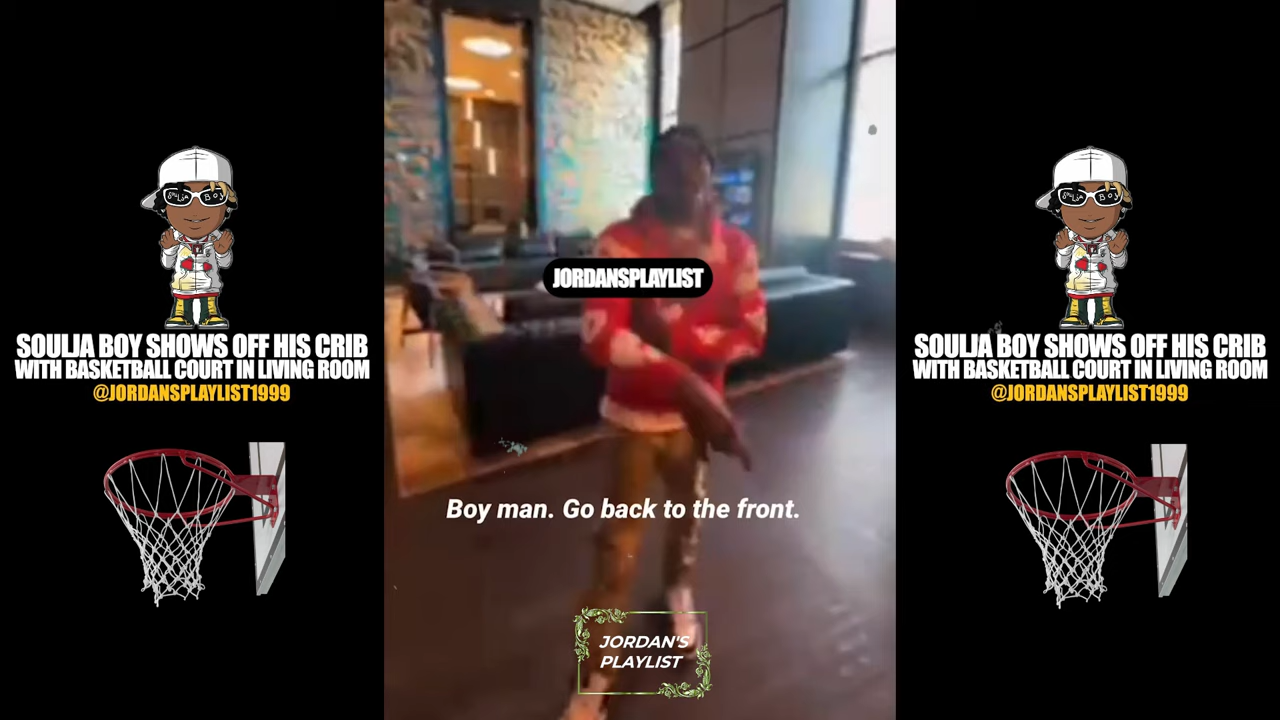 SOULJA BOY SHOWS OFF HIS CRIB
WITH BASKETBALL COURT IN LIVING ROOM
@JORDANSPLAYLIST1999
JORDANSPLAYLIST
Boy man. Go back to the front.
JORDAN'S
PLAYLIST
SOULJA BOY SHOWS OFF HIS CRIB
WITH BASKETBALL COURT IN LIVING ROOM
@JORDANSPLAYLIST1999